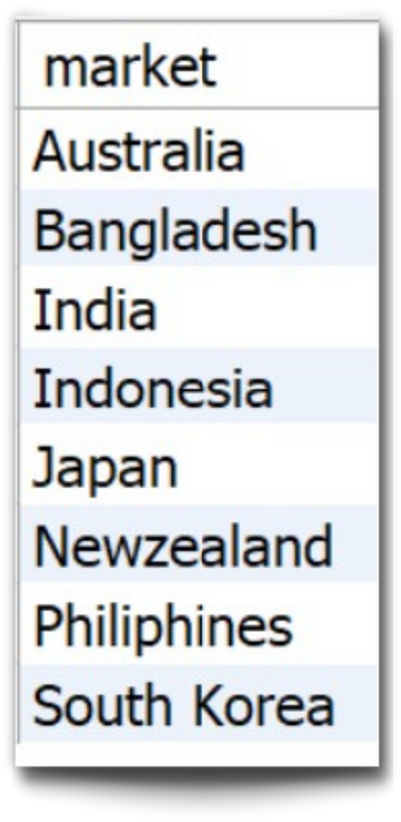 market
Australia
Bangladesh
India
Indonesia
Japan
Newzealand
Philiphines
South Korea